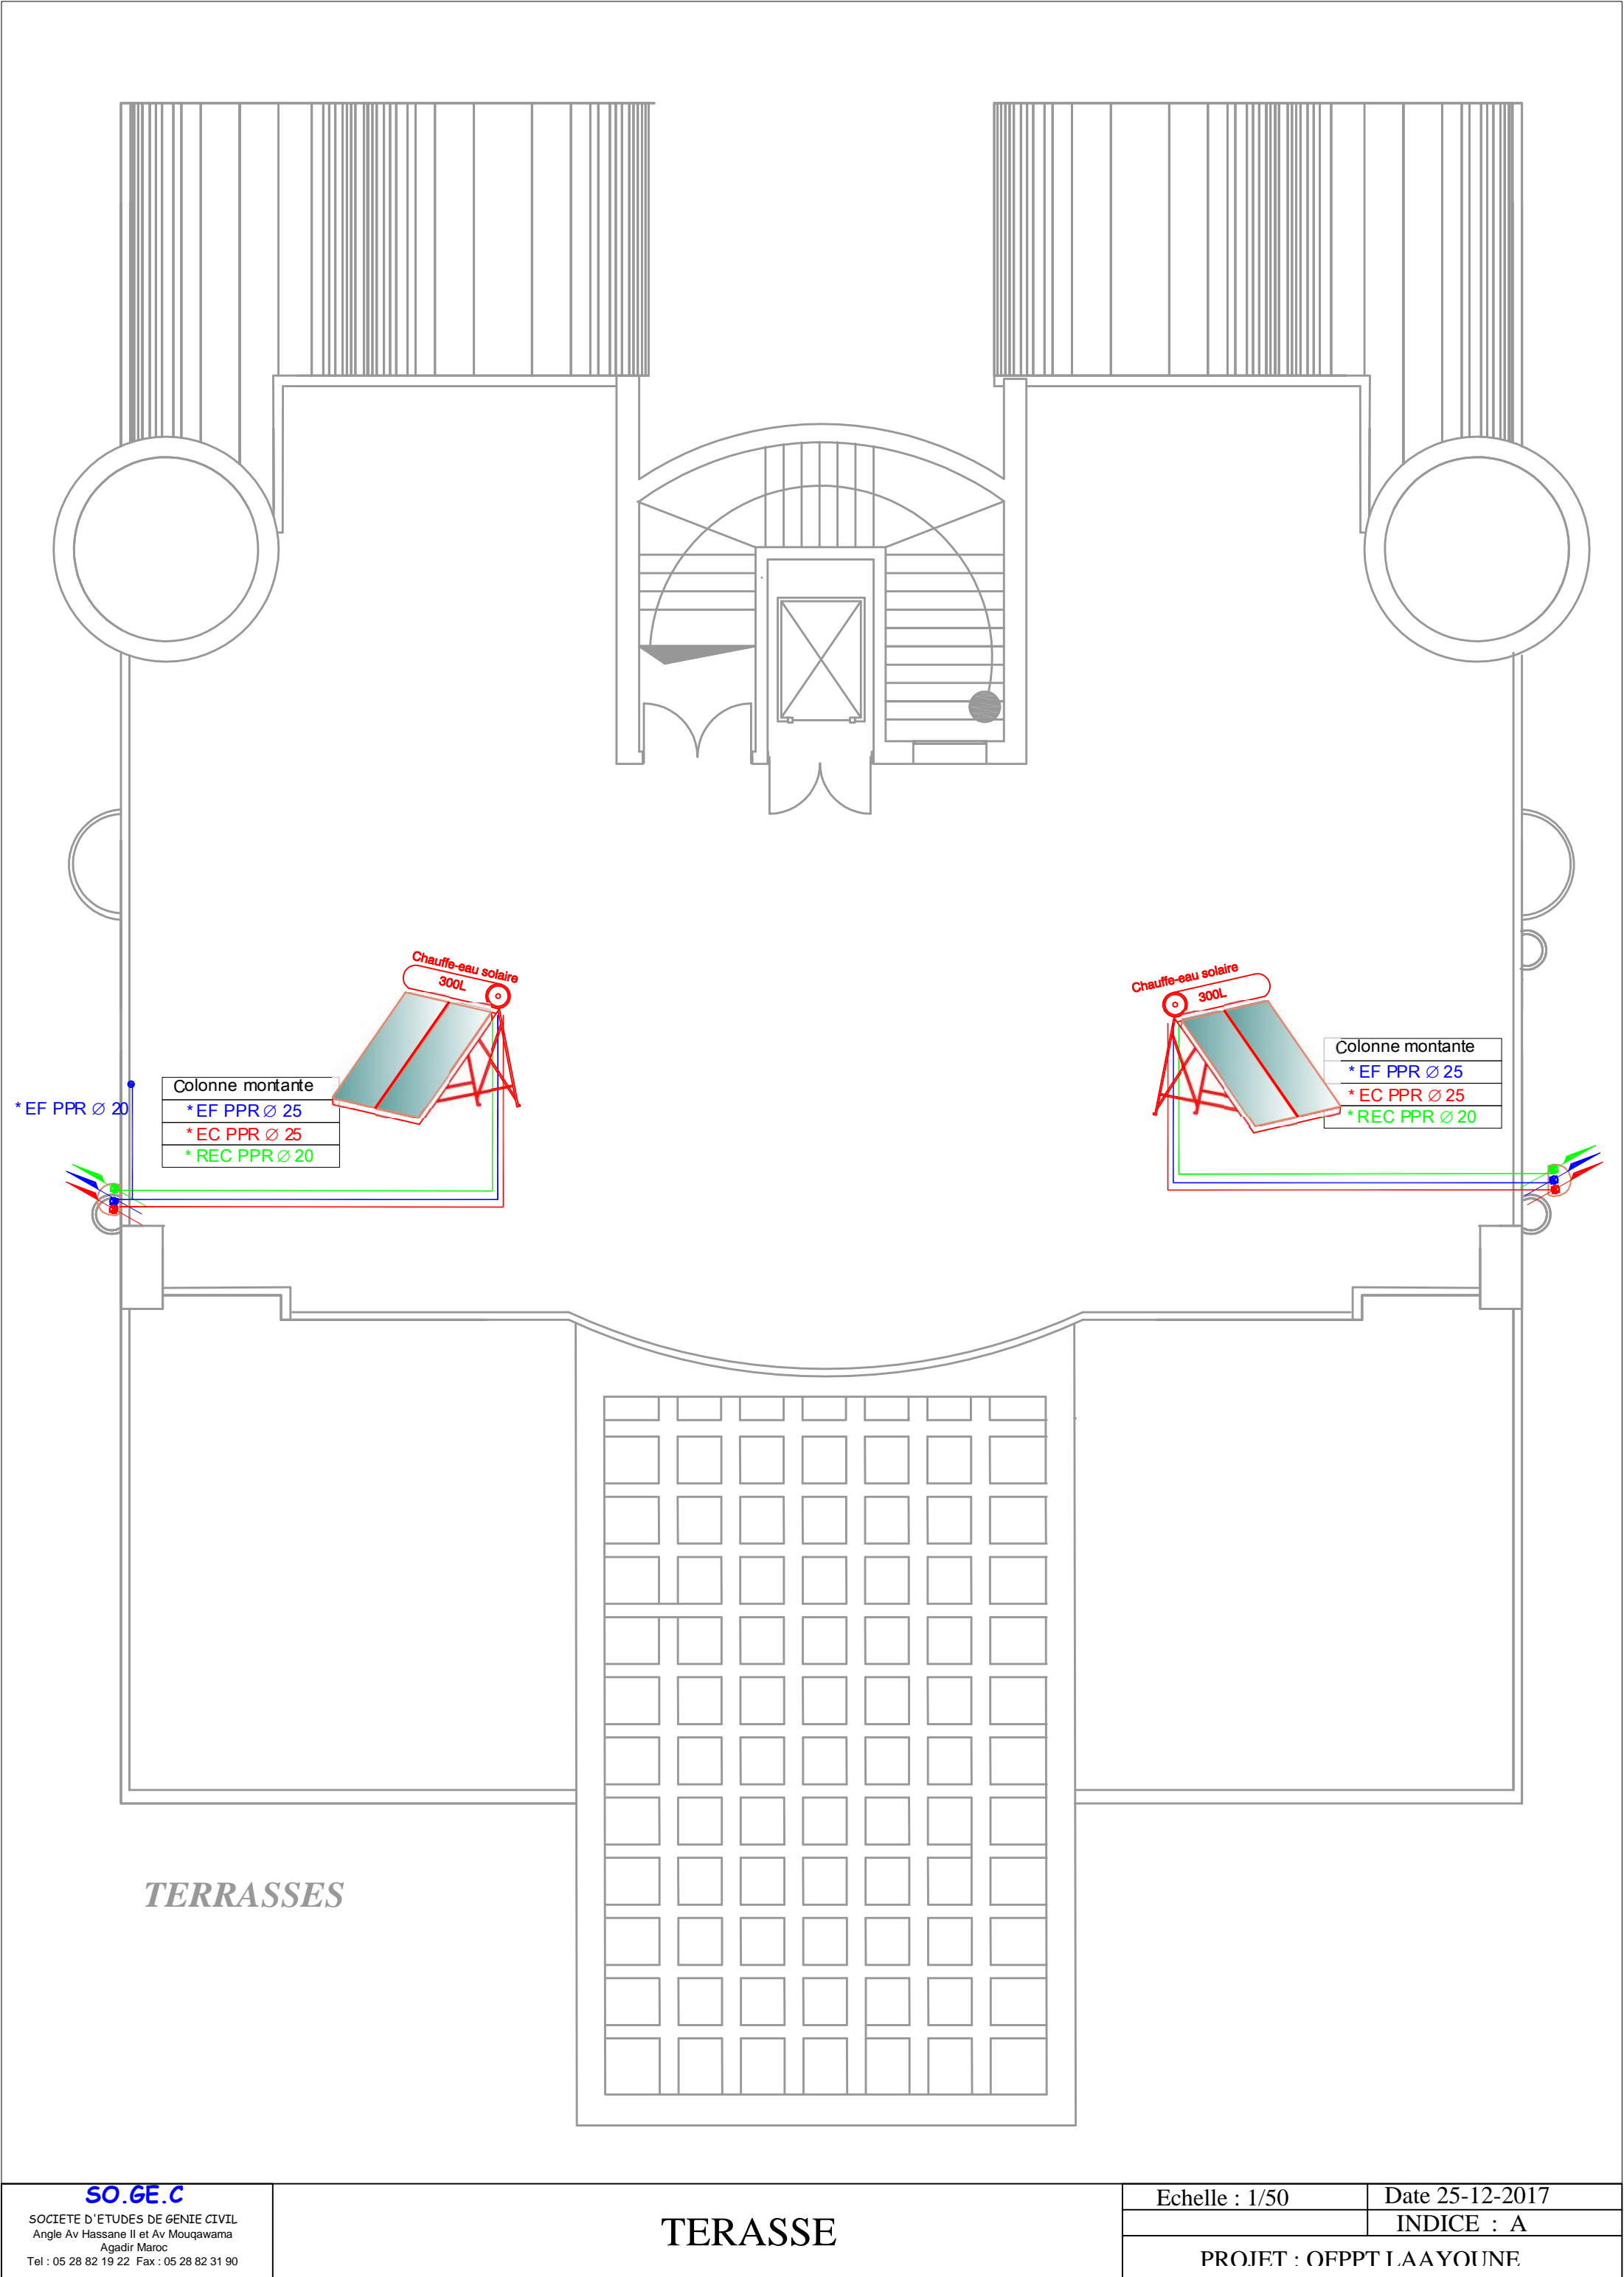 Chauffe-eau solaire
300L
Chauffe-eau solaire
300L
* EF PPR ∅ 20
Colonne montante
* EF PPR ∅ 25
* EC PPR ∅ 25
* REC PPR ∅ 20
Colonne montante
* EF PPR ∅ 25
* EC PPR ∅ 25
* REC PPR ∅ 20
TERRASSES
SO.GE.C
SOCIETE D'ETUDES DE GENIE CIVIL
Angle Av Hassane II et Av Mouqawama
Agadir Maroc
Tel : 05 28 82 19 22 Fax : 05 28 82 31 90
TERASSE
Echelle : 1/50
Date 25-12-2017
INDICE : A
PROJET : OFPPT LAAYOUNE